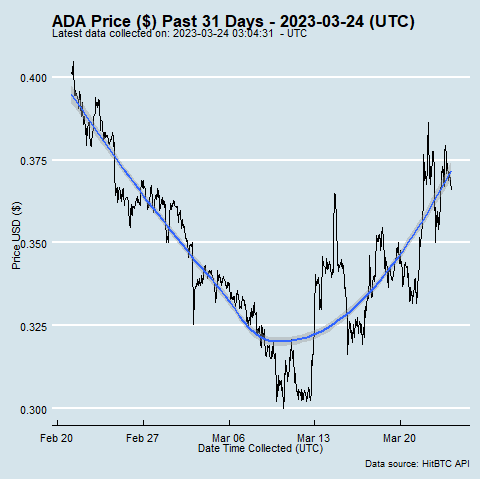 ADA Price ($) Past 31 Days - 2023-03-24 (UTC)
Latest data collected on: 2023-03-24 03:04:31 - UTC
0.400
0.375
0.350
0.325
0.300
Price USD ($)
Feb 20 Feb 27 Mar 06 Mar 13 Mar 20
Date Time Collected (UTC)
Data source: HitBTC API